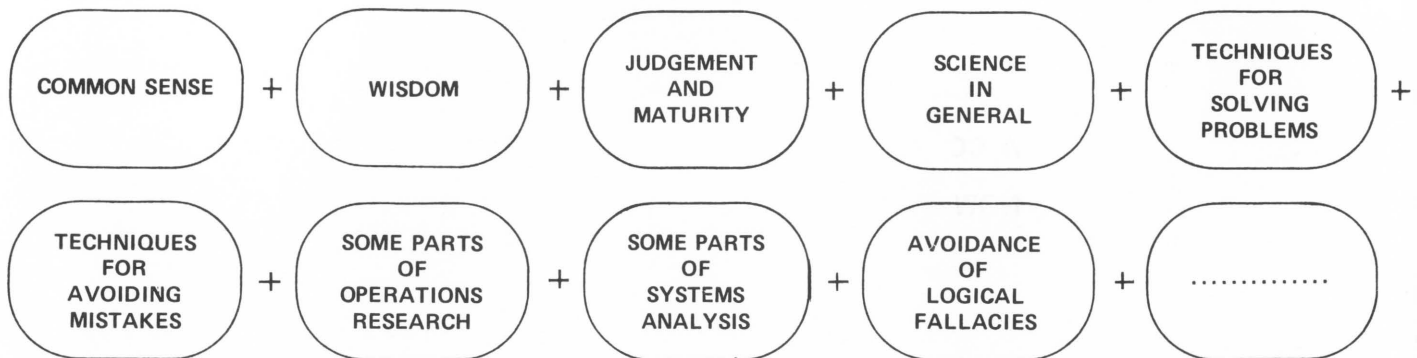 COMMON SENSE
+
WISDOM
+
JUDGEMENT
AND
MATURITY
+
SCIENCE
IN
GENERAL
+
TECHNIQUES
FOR
SOLVING
PROBLEMS
+
TECHNIQUES
FOR
AVOIDING
MISTAKES
+
SOME PARTS
OF
OPERATIONS
RESEARCH
+
SOME PARTS
OF
SYSTEMS
ANALYSIS
+
AVOIDANCE
OF
LOGICAL
FALLACIES
+
..............